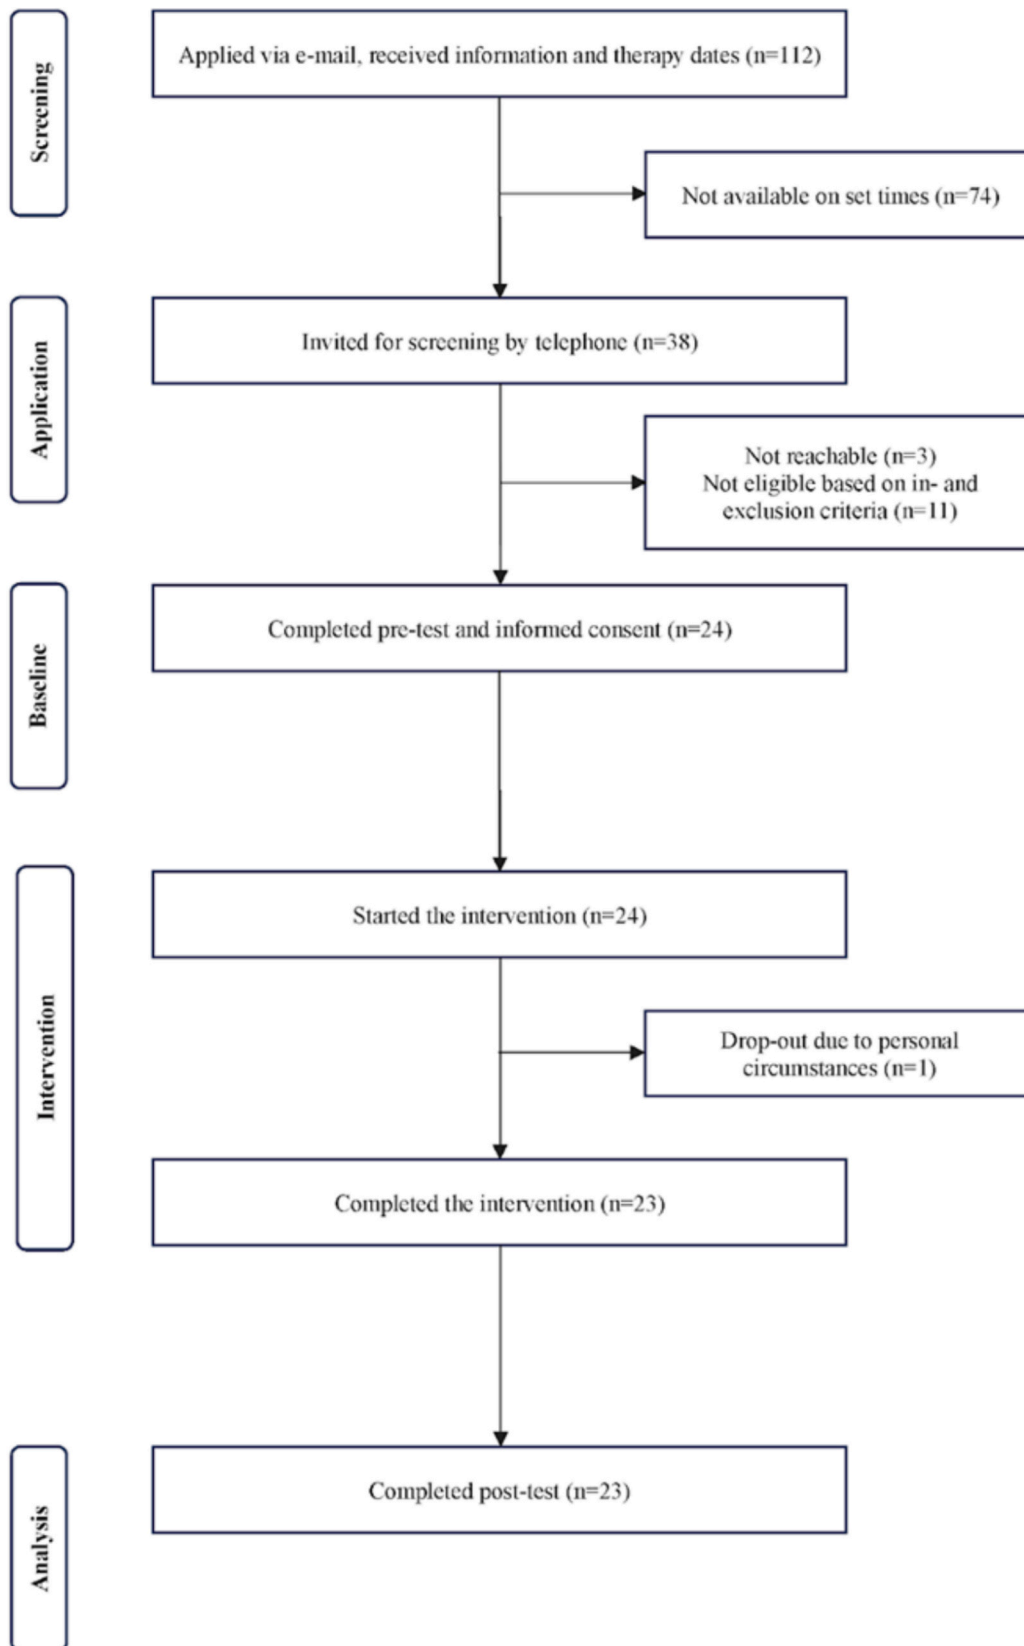 Screening
Applied via e-mail, received information and therapy dates (n=112)
Not available on set times (n=74)
Application
Invited for screening by telephone (n=38)
Not reachable (n=3)
Not eligible based on in- and
exclusion criteria (n=11)
Baseline
Completed pre-test and informed consent (n=24)
Intervention
Started the intervention (n=24)
Drop-out due to personal
circumstances (n=1)
Completed the intervention (n=23)
Analysis
Completed post-test (n=23)